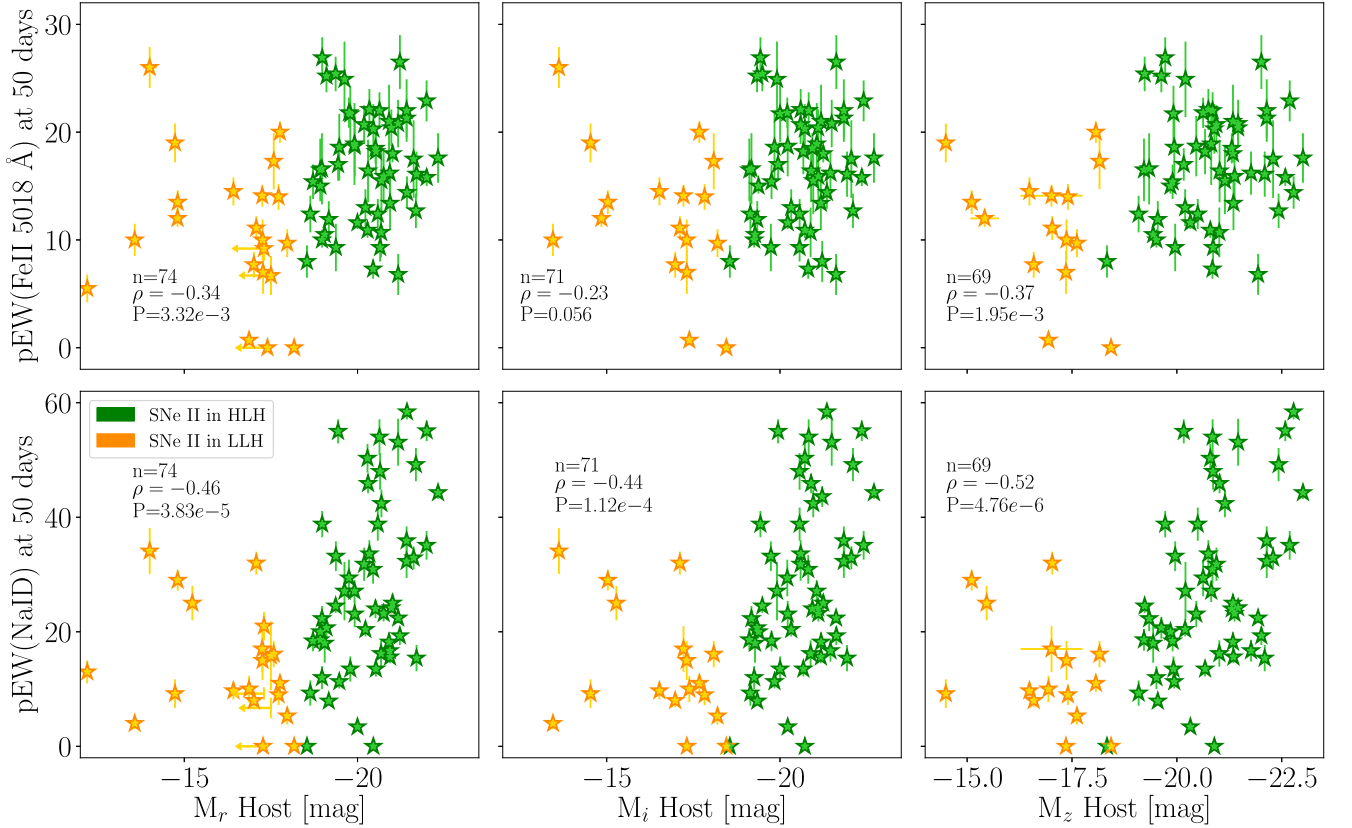 pEW(FeII 5018 Å) at 50 days
30
20
10
0
n=74
ρ = −0.34
P=3.32e−3
n=71
ρ = −0.23
P=0.056
n=69
ρ = −0.37
P=1.95e−3
pEW(NaID) at 50 days
60
40
20
0
SNe II in HLH
SNe II in LLH
n=74
ρ = −0.46
P=3.83e−5
n=71
ρ = −0.44
P=1.12e−4
n=69
ρ = −0.52
P=4.76e−6
−15 −20
−15 −20
−15.0 −17.5 −20.0 −22.5
M_r Host [mag]
M_i Host [mag]
M_z Host [mag]